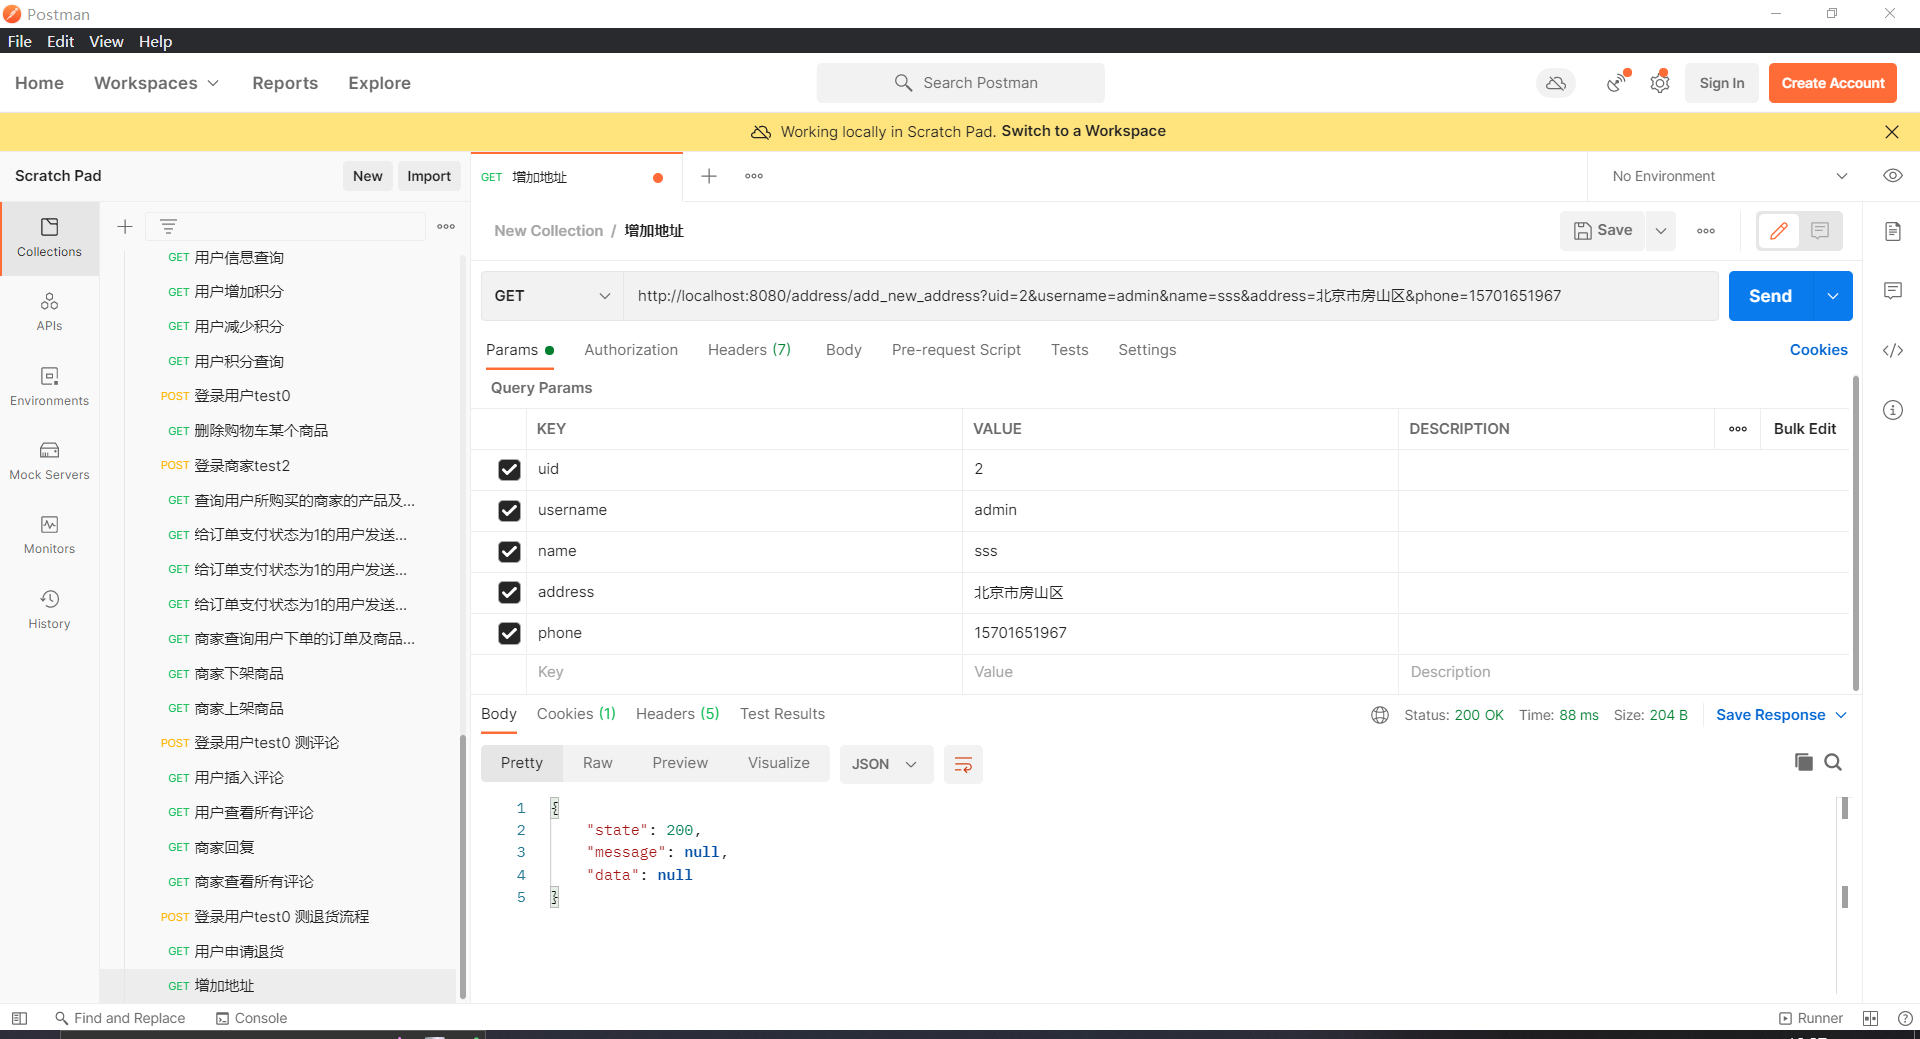 Postman
File Edit View Help
Home Workspaces Reports Explore
Search Postman
Sign In
Create Account
Working locally in Scratch Pad. Switch to a Workspace
Scratch Pad
New
Import
GET 增加地址
No Environment
Collections
APIs
Environments
Mock Servers
Monitors
History
GET 用户信息查询
GET 用户增加积分
GET 用户减少积分
GET 用户积分查询
POST 登录用户test0
GET 删除购物车某个商品
POST 登录商家test2
GET 查询用户所购买的商家的产品及...
GET 给订单支付状态为1的用户发送...
GET 给订单支付状态为1的用户发送...
GET 给订单支付状态为1的用户发送...
GET 商家查询用户下单的订单及商品...
GET 商家下架商品
GET 商家上架商品
POST 登录用户test0 测评论
GET 用户插入评论
GET 用户查看所有评论
GET 商家回复
GET 商家查看所有评论
POST 登录用户test0 测退货流程
GET 用户申请退货
GET 增加地址
New Collection / 增加地址
Save
GET
http://localhost:8080/address/add_new_address?uid=2&username=admin&name=sss&address=北京市房山区&phone=15701651967
Send
Params Authorization Headers (7) Body Pre-request Script Tests Settings Cookies
Query Params
KEY VALUE DESCRIPTION Bulk Edit
uid 2
username admin
name sss
address 北京市房山区
phone 15701651967
Key Value Description
Body Cookies (1) Headers (5) Test Results
Status: 200 OK Time: 88 ms Size: 204 B Save Response
Pretty Raw Preview Visualize JSON
1 {
2 "state": 200,
3 "message": null,
4 "data": null
5 }
Find and Replace Console
Runner